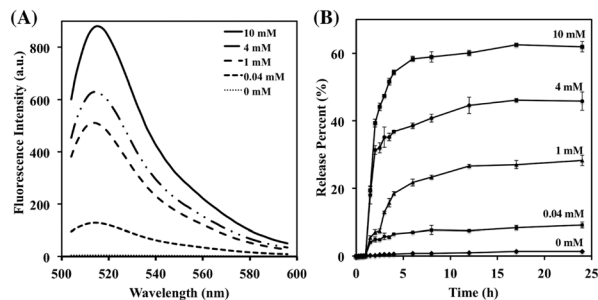 (A)
Fluorescence Intensity (a.u.)
800
600
400
200
0
500 520 540 560 580 600
Wavelength (nm)
10 mM
4 mM
1 mM
0.04 mM
0 mM
(B)
Release Percent (%)
60
40
20
0
0 5 10 15 20 25
Time (h)
10 mM
4 mM
1 mM
0.04 mM
0 mM